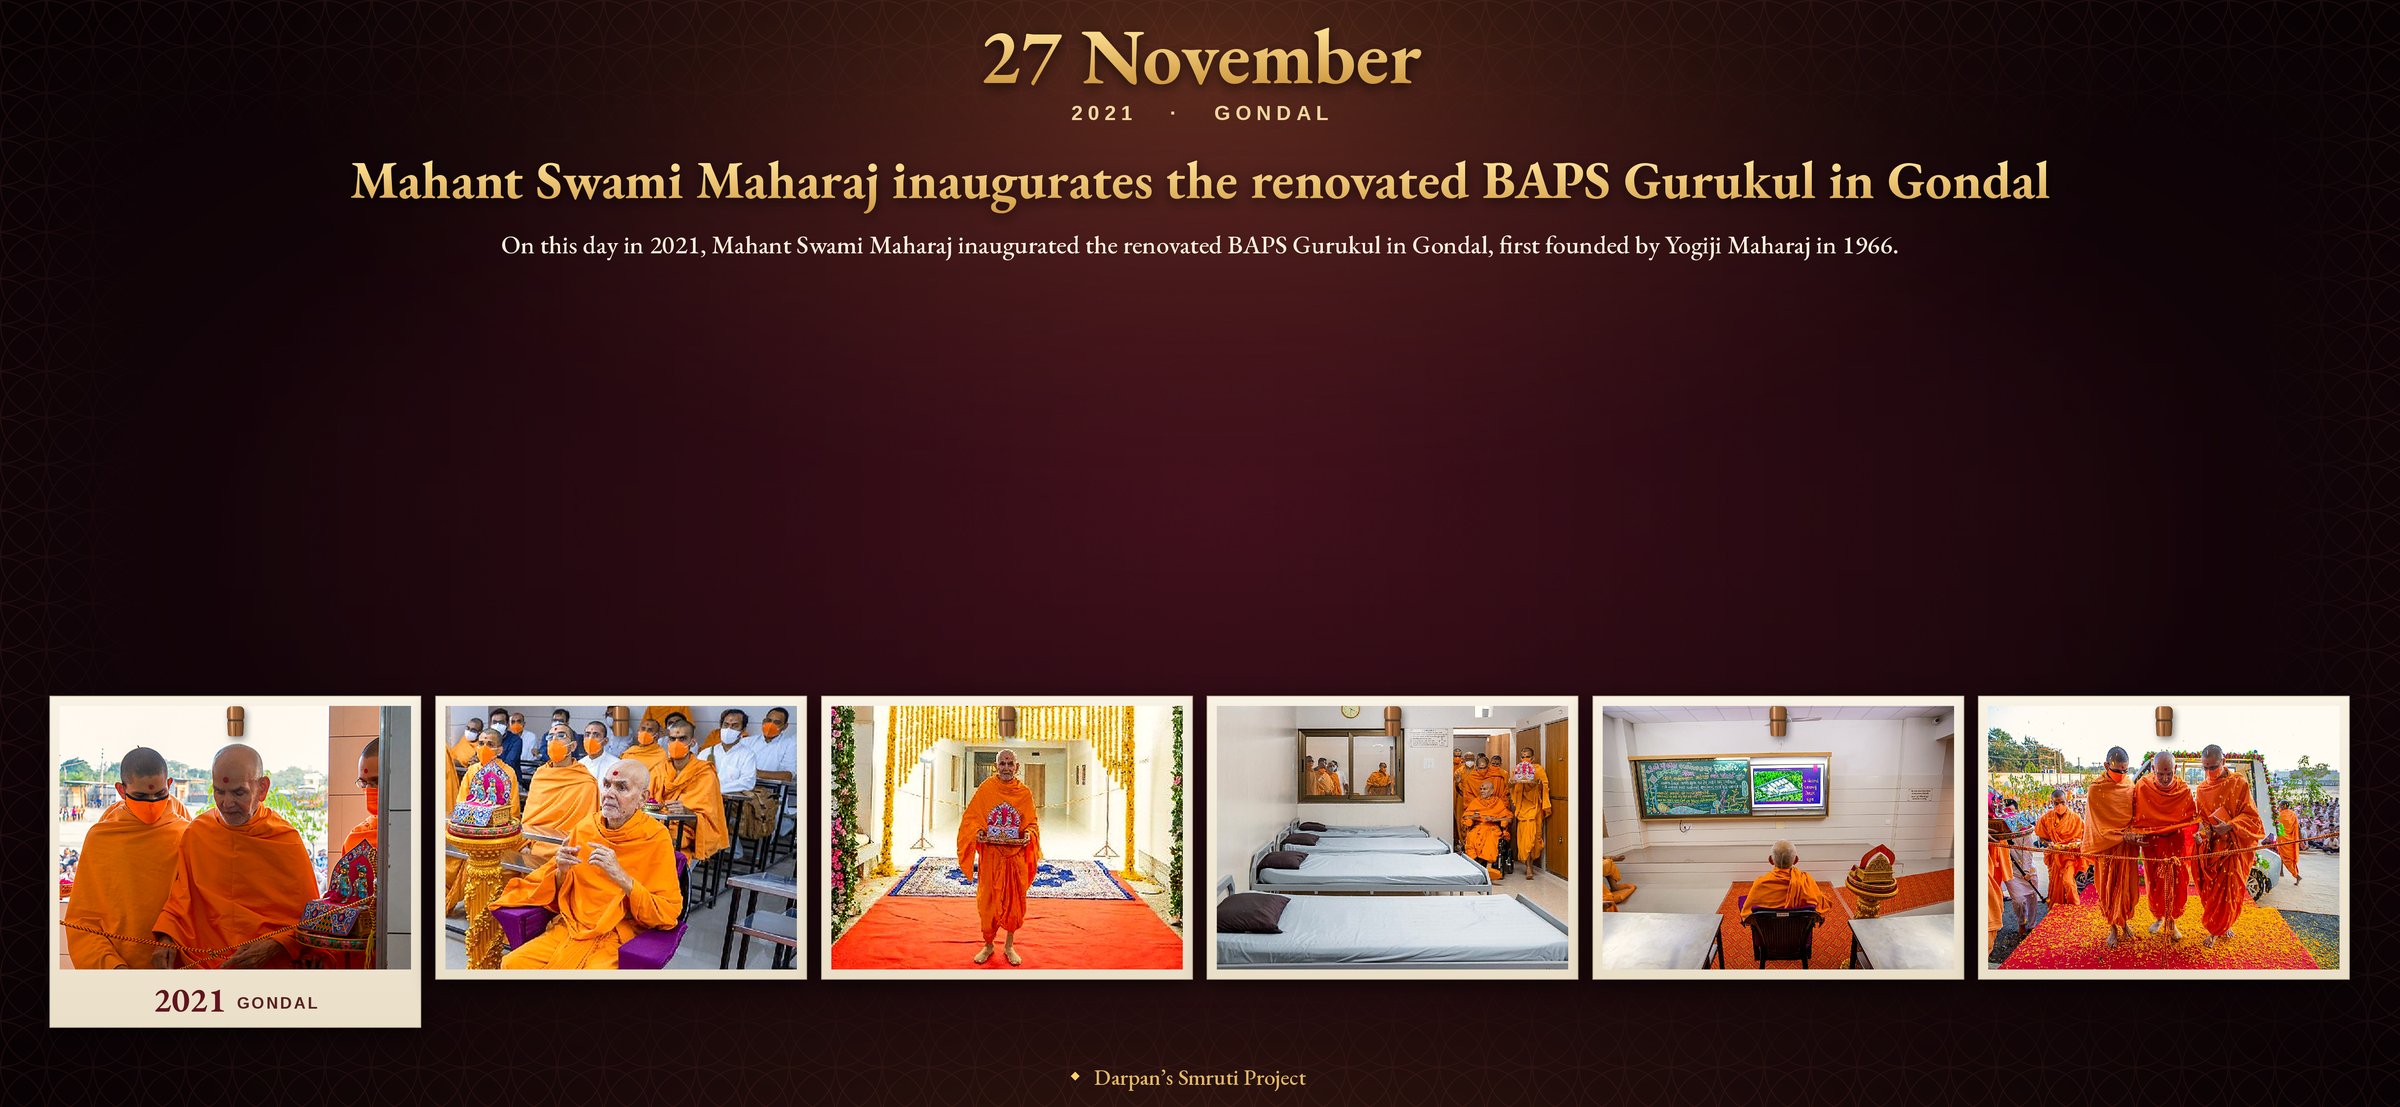 27 November
2021 · GONDAL
Mahant Swami Maharaj inaugurates the renovated BAPS Gurukul in Gondal
On this day in 2021, Mahant Swami Maharaj inaugurated the renovated BAPS Gurukul in Gondal, first founded by Yogiji Maharaj in 1966.
2021 GONDAL
Darpan’s Smruti Project